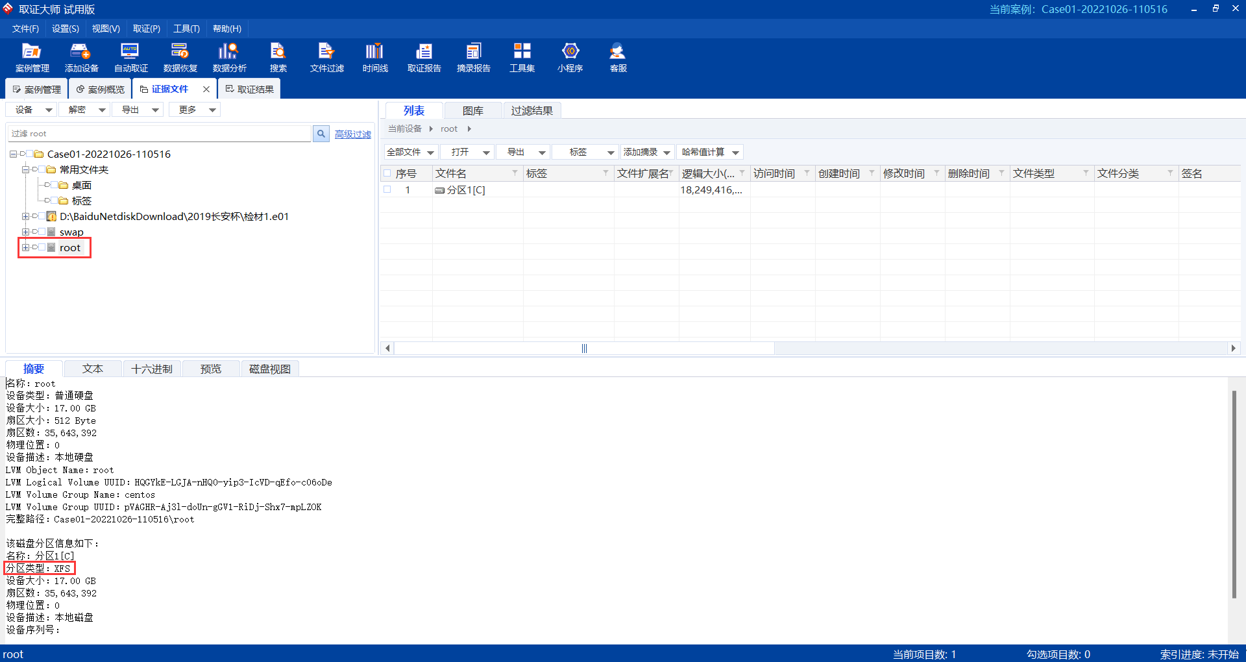 取证大师 试用版
当前案例: Case01-20221026-110516
文件(F) 设置(S) 视图(V) 取证(P) 工具(T) 帮助(H)
案例管理 添加设备 自动取证 数据恢复 数据分析 搜索 文件过滤 时间线 取证报告 摘录报告 工具集 小程序 客服
案例管理 案例概览 证据文件 取证结果
设备 解密 导出 更多
过滤 root
高级过滤
Case01-20221026-110516
常用文件夹
桌面
标签
D:\BaiduNetdiskDownload\2019长安杯\检材1.e01
swap
root
列表 图库 过滤结果
当前设备 root
全部文件 打开 导出 标签 添加摘录 哈希值计算
序号 文件名 标签 文件扩展名 逻辑大小(... 访问时间 创建时间 修改时间 删除时间 文件类型 文件分类 签名
1 分区1[C] 18,249,416,...
摘要 文本 十六进制 预览 磁盘视图
名称: root
设备类型: 普通硬盘
设备大小: 17.00 GB
扇区大小: 512 Byte
扇区数: 35,643,392
物理位置: 0
设备描述: 本地硬盘
LVM Object Name: root
LVM Logical Volume UUID: HQGYkE-LGJA-nHQ0-yip3-IcVD-qEfo-c06oDe
LVM Volume Group Name: centos
LVM Volume Group UUID: pVAGHR-Aj3l-doUn-gGV1-RiDj-Shx7-mpLZOK
完整路径: Case01-20221026-110516\root
该磁盘分区信息如下:
名称: 分区1[C]
分区类型: XFS
设备大小: 17.00 GB
扇区数: 35,643,392
物理位置: 0
设备描述: 本地磁盘
设备序列号:
root
当前项目数: 1 勾选项目数: 0 索引进度: 未开始